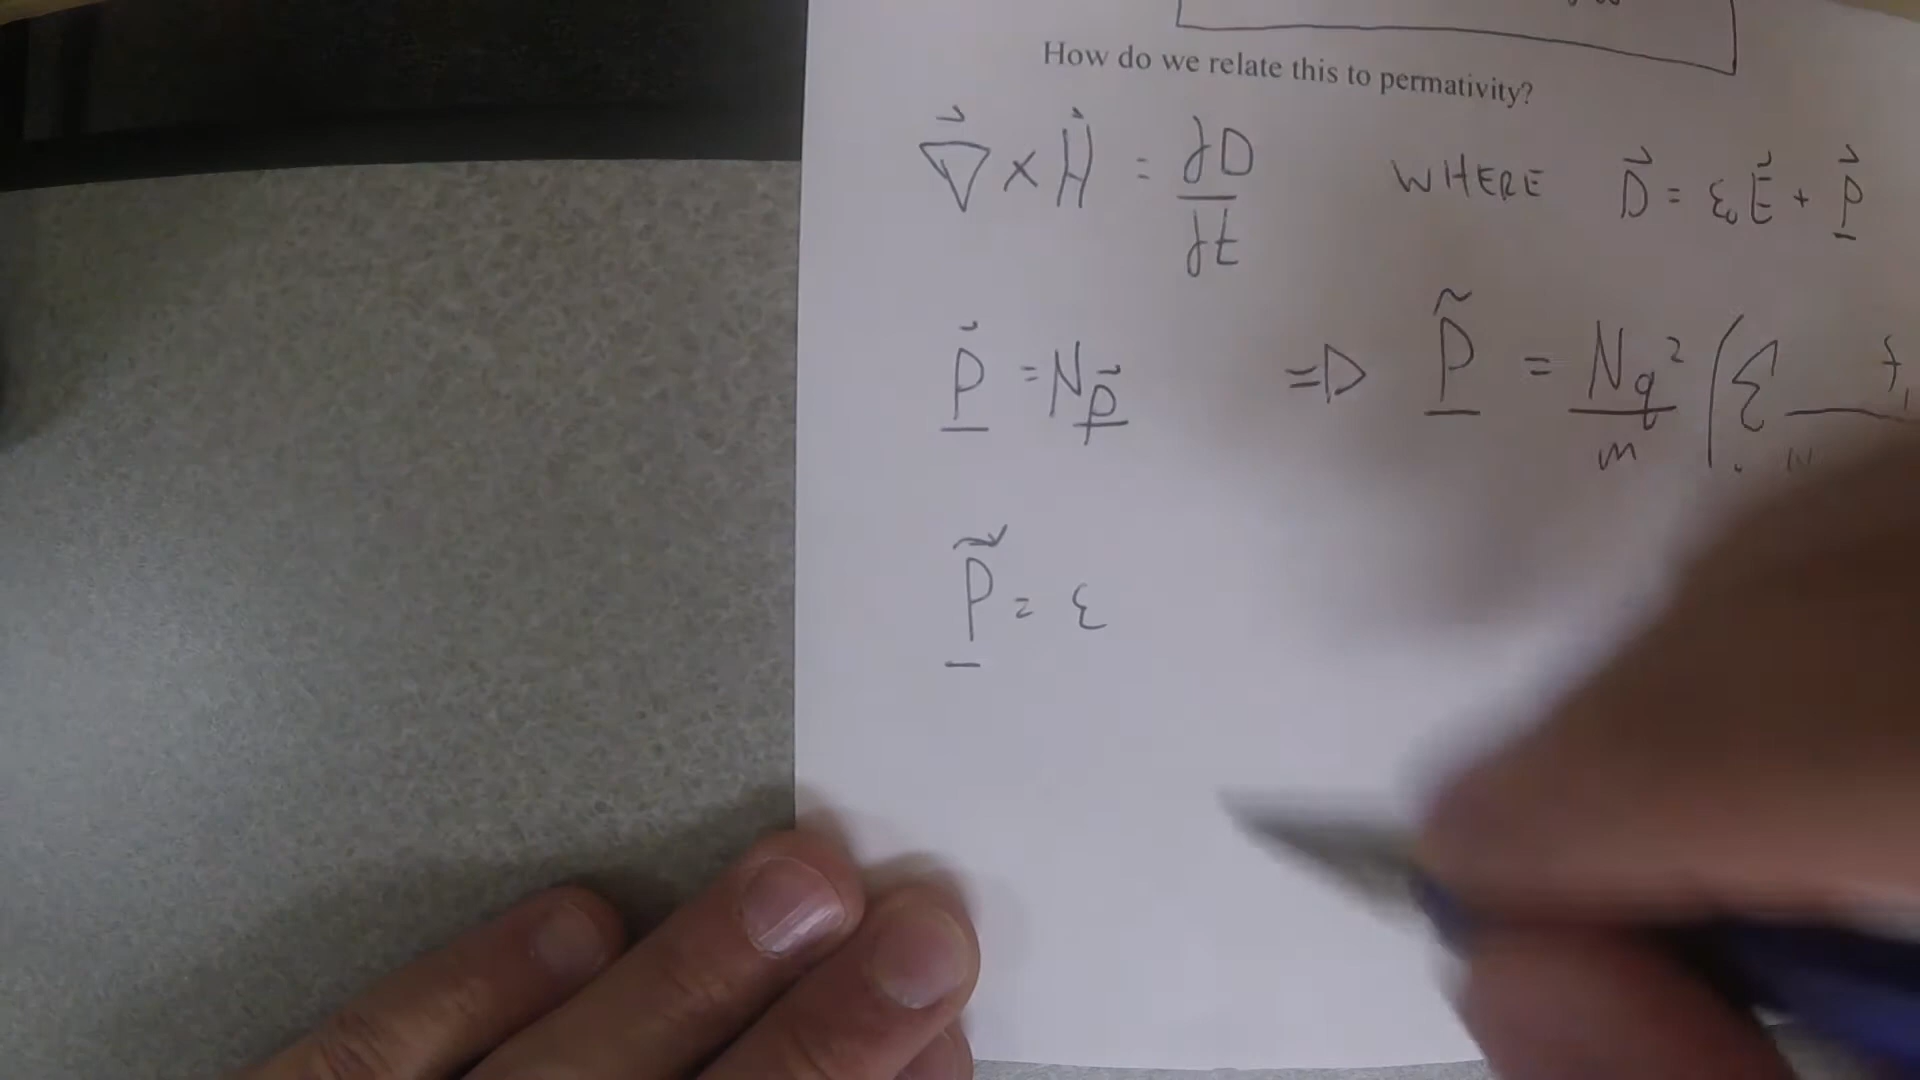 How do we relate this to permativity?
∇⃗ × H⃗ = ∂D/∂t WHERE D⃗ = ε₀E⃗ + P⃗
P⃗ = Np⃗ ⇒ P̃ = Nq²/m (Σ f
P̃⃗ = ε